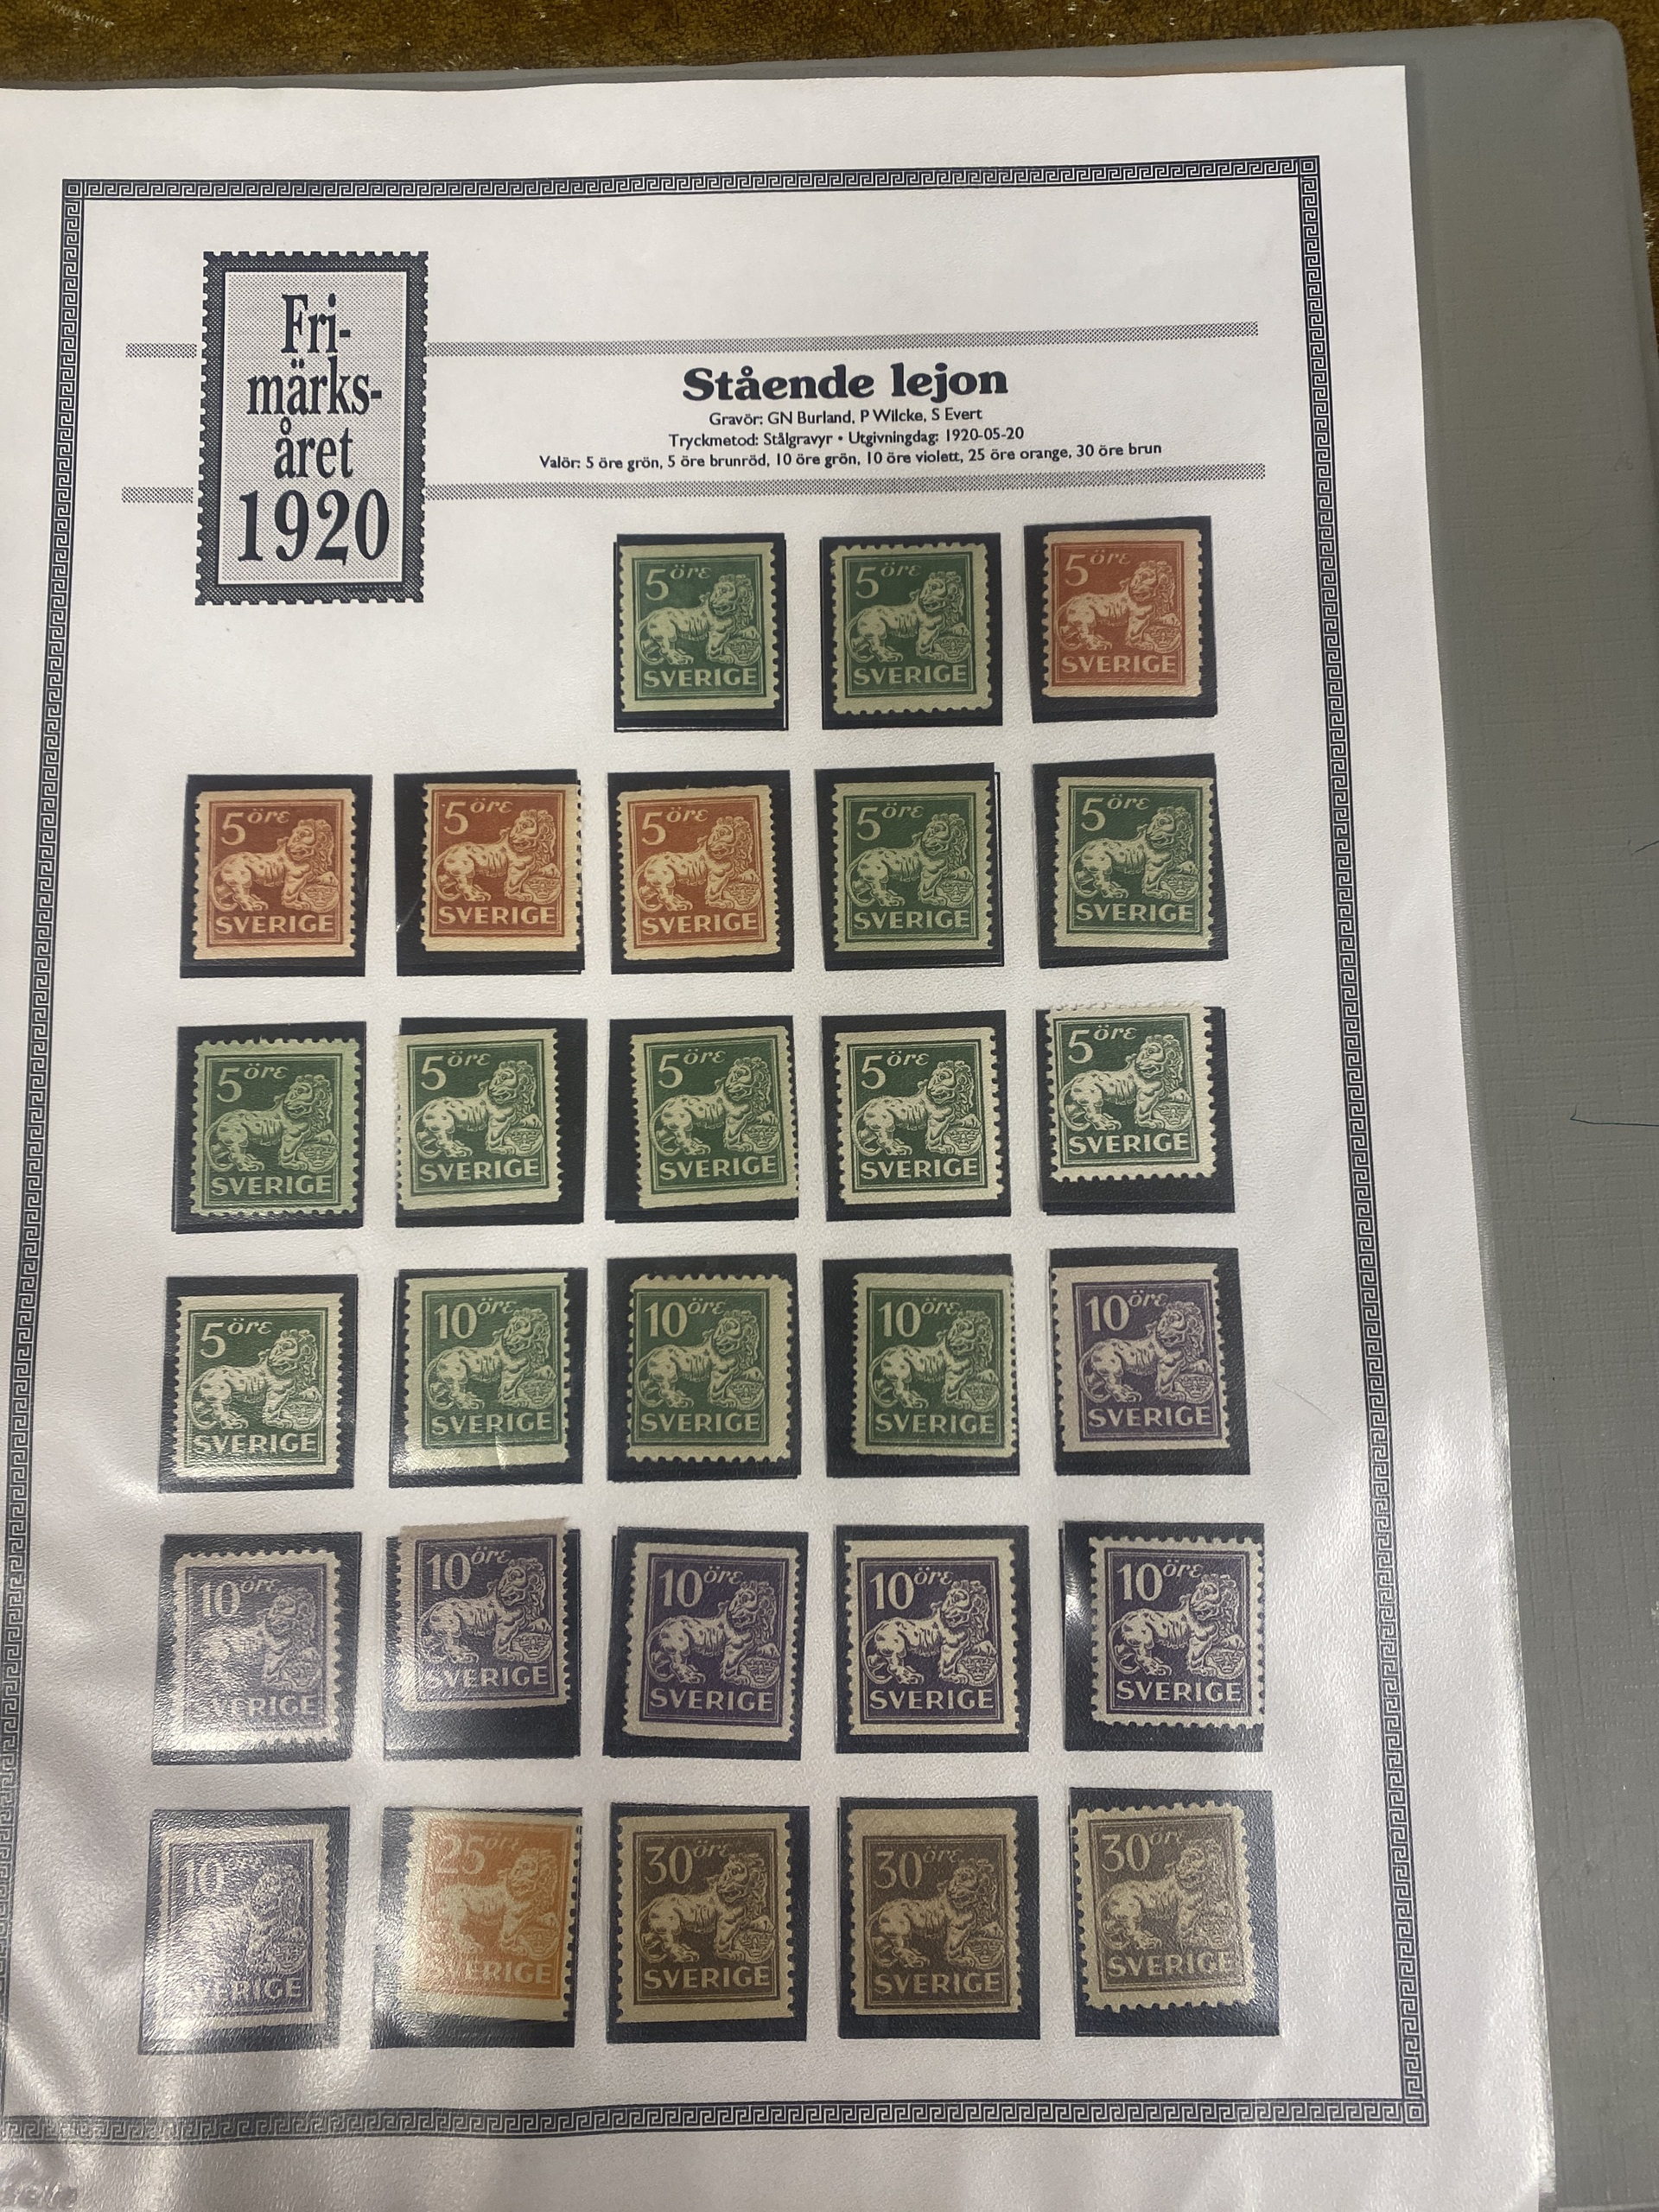 Fri-
märks-
året
1920
Stående lejon
Gravör: GN Burland, P Wilcke, S Evert
Tryckmetod: Stålgravyr • Utgivningdag: 1920-05-20
Valör: 5 öre grön, 5 öre brunröd, 10 öre grön, 10 öre violett, 25 öre orange, 30 öre brun
5 öre
SVERIGE
5 öre
SVERIGE
5 öre
SVERIGE
5 öre
SVERIGE
5 öre
SVERIGE
5 öre
SVERIGE
5 öre
SVERIGE
5 öre
SVERIGE
5 öre
SVERIGE
5 öre
SVERIGE
5 öre
SVERIGE
5 öre
SVERIGE
5 öre
SVERIGE
5 öre
SVERIGE
10 öre
SVERIGE
10 öre
SVERIGE
10 öre
SVERIGE
10 öre
SVERIGE
10 öre
SVERIGE
10 öre
SVERIGE
10 öre
SVERIGE
10 öre
SVERIGE
10 öre
SVERIGE
10 öre
SVERIGE
25 öre
SVERIGE
30 öre
SVERIGE
30 öre
SVERIGE
30 öre
SVERIGE